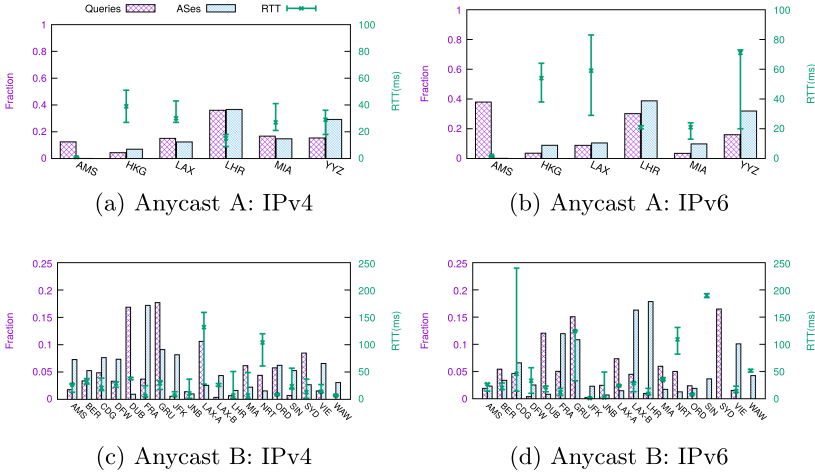 Queries ASes RTT
1 100
0.8 80
0.6 60
0.4 40
0.2 20
0 0
Fraction
RTT(ms)
AMS HKG LAX LHR MIA YYZ
(a) Anycast A: IPv4
1 100
0.8 80
0.6 60
0.4 40
0.2 20
0 0
Fraction
RTT(ms)
AMS HKG LAX LHR MIA YYZ
(b) Anycast A: IPv6
0.25 250
0.2 200
0.15 150
0.1 100
0.05 50
0 0
Fraction
RTT(ms)
AMS BER CDG DFW DUB FRA GRU JFK JNB LAX-A LAX-B LHR MIA NRT ORD SIN SYD VIE WAW
(c) Anycast B: IPv4
0.25 250
0.2 200
0.15 150
0.1 100
0.05 50
0 0
Fraction
RTT(ms)
AMS BER CDG DFW DUB FRA GRU JFK JNB LAX-A LAX-B LHR MIA NRT ORD SIN SYD VIE WAW
(d) Anycast B: IPv6